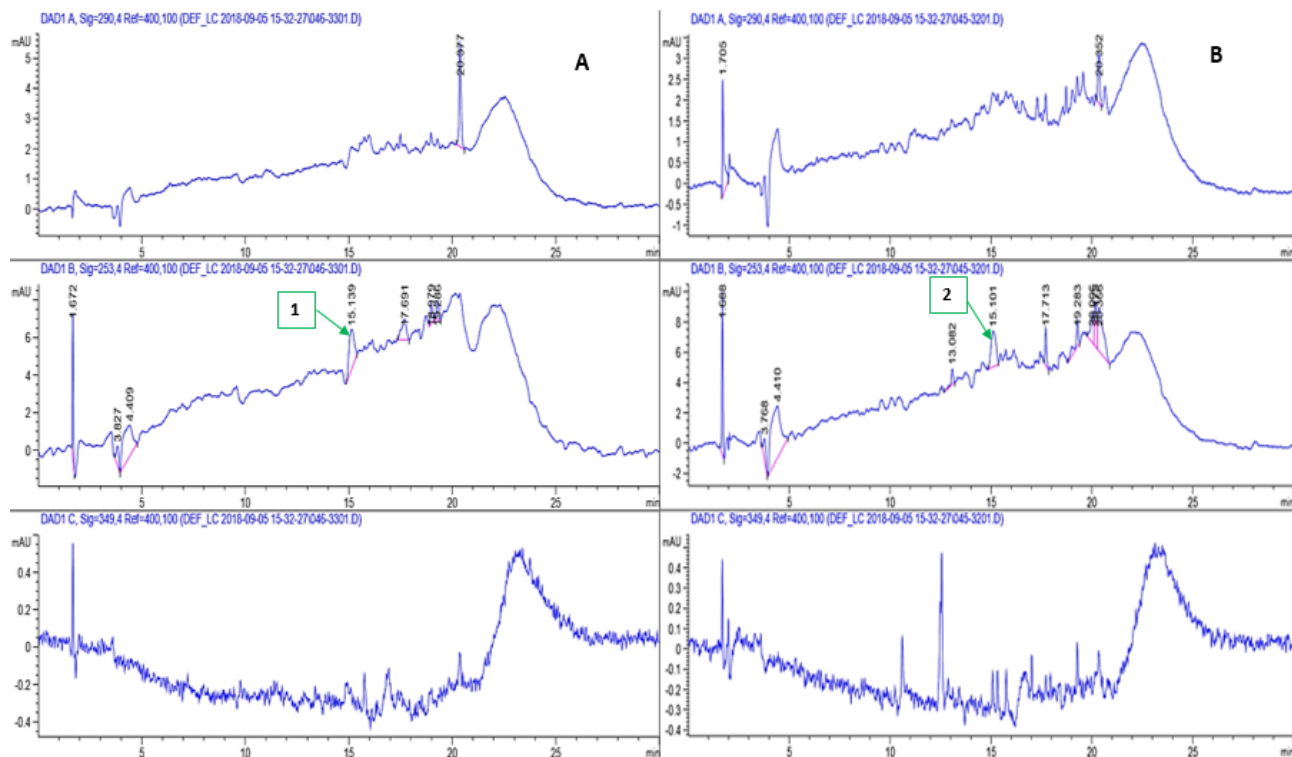 DAD1 A, Sig=290,4 Ref=400,100 (DEF_LC 2018-09-05 15-32-27\046-3301.D)
mAU
5
4
3
2
1
0
20.377
A
5 10 15 20 25 min
DAD1 B, Sig=253,4 Ref=400,100 (DEF_LC 2018-09-05 15-32-27\046-3301.D)
mAU
6
4
2
0
1.672
3.827
4.409
1
15.139
17.691
5 10 15 20 25 min
DAD1 C, Sig=349,4 Ref=400,100 (DEF_LC 2018-09-05 15-32-27\046-3301.D)
mAU
0.4
0.2
0
-0.2
-0.4
5 10 15 20 25 min
DAD1 A, Sig=290,4 Ref=400,100 (DEF_LC 2018-09-05 15-32-27\045-3201.D)
mAU
3
2.5
2
1.5
1
0.5
0
-0.5
-1
1.705
20.352
B
5 10 15 20 25 min
DAD1 B, Sig=253,4 Ref=400,100 (DEF_LC 2018-09-05 15-32-27\045-3201.D)
mAU
10
8
6
4
2
0
-2
1.688
3.768
4.410
2
13.082
15.101
17.713
19.283
5 10 15 20 25 min
DAD1 C, Sig=349,4 Ref=400,100 (DEF_LC 2018-09-05 15-32-27\045-3201.D)
mAU
0.5
0.4
0.3
0.2
0.1
0
-0.1
-0.2
-0.3
-0.4
5 10 15 20 25 min